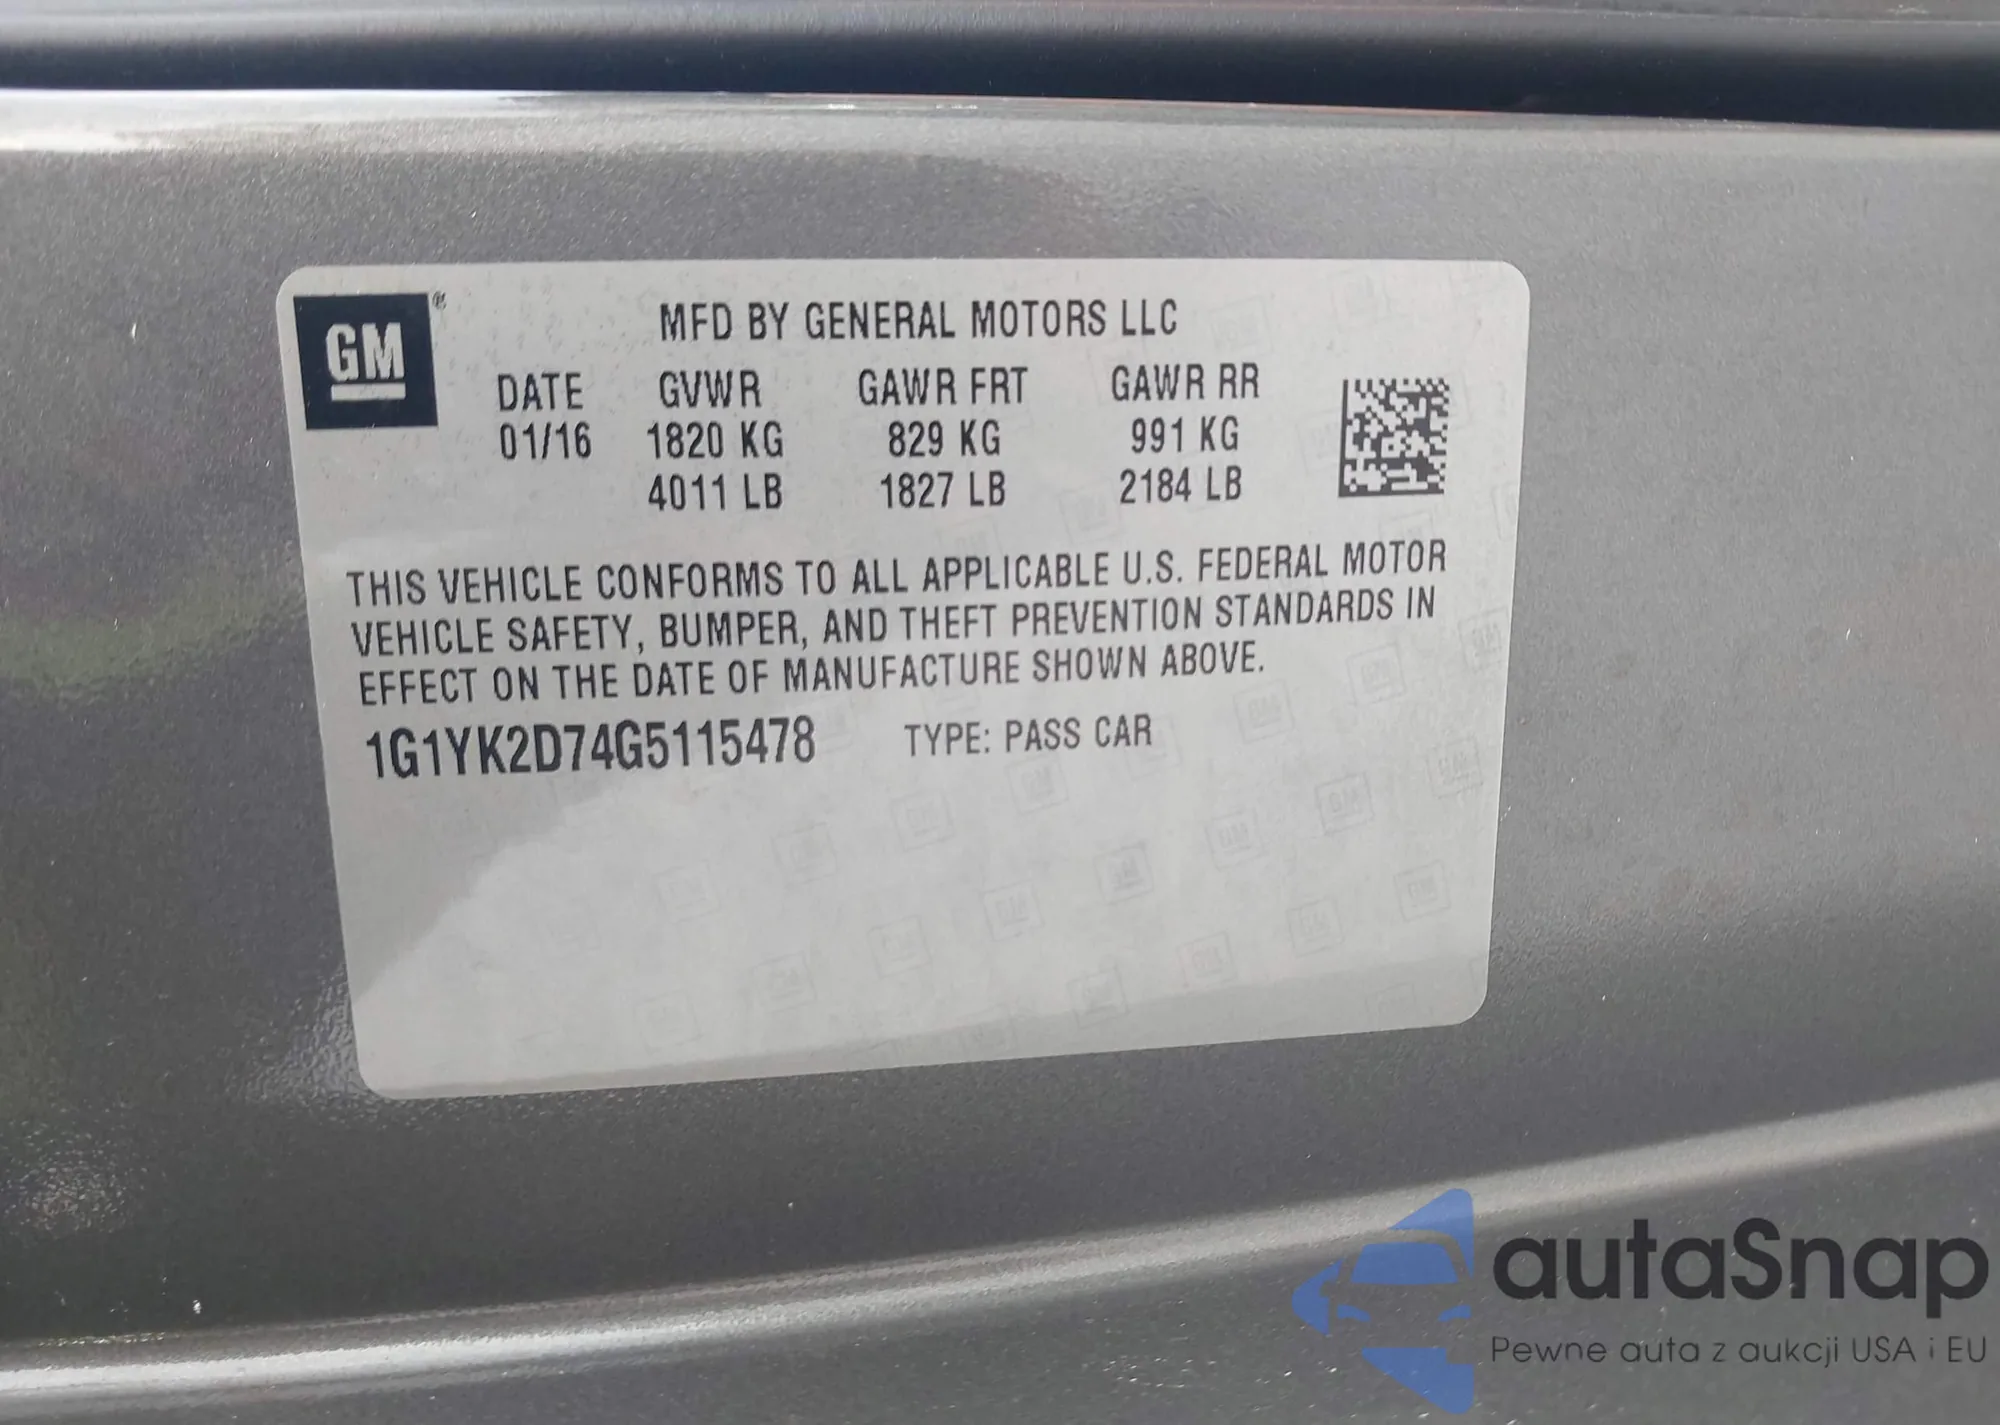 GM®
MFD BY GENERAL MOTORS LLC
DATE GVWR GAWR FRT GAWR RR
01/16 1820 KG 829 KG 991 KG
4011 LB 1827 LB 2184 LB
THIS VEHICLE CONFORMS TO ALL APPLICABLE U.S. FEDERAL MOTOR
VEHICLE SAFETY, BUMPER, AND THEFT PREVENTION STANDARDS IN
EFFECT ON THE DATE OF MANUFACTURE SHOWN ABOVE.
1G1YK2D74G5115478 TYPE: PASS CAR
autaSnap
Pewne auta z aukcji USA i EU